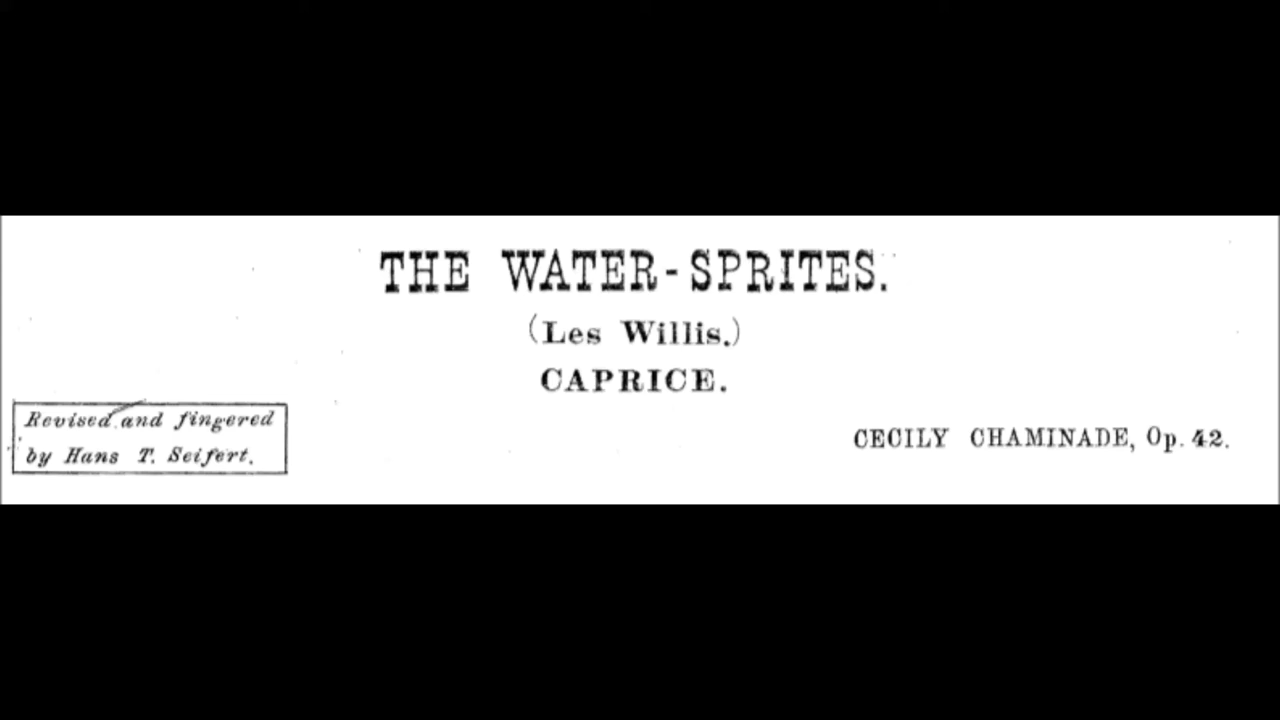 THE WATER-SPRITES.
(Les Willis.)
CAPRICE.
Revised and fingered
by Hans T. Seifert.
CECILY CHAMINADE, Op. 42.